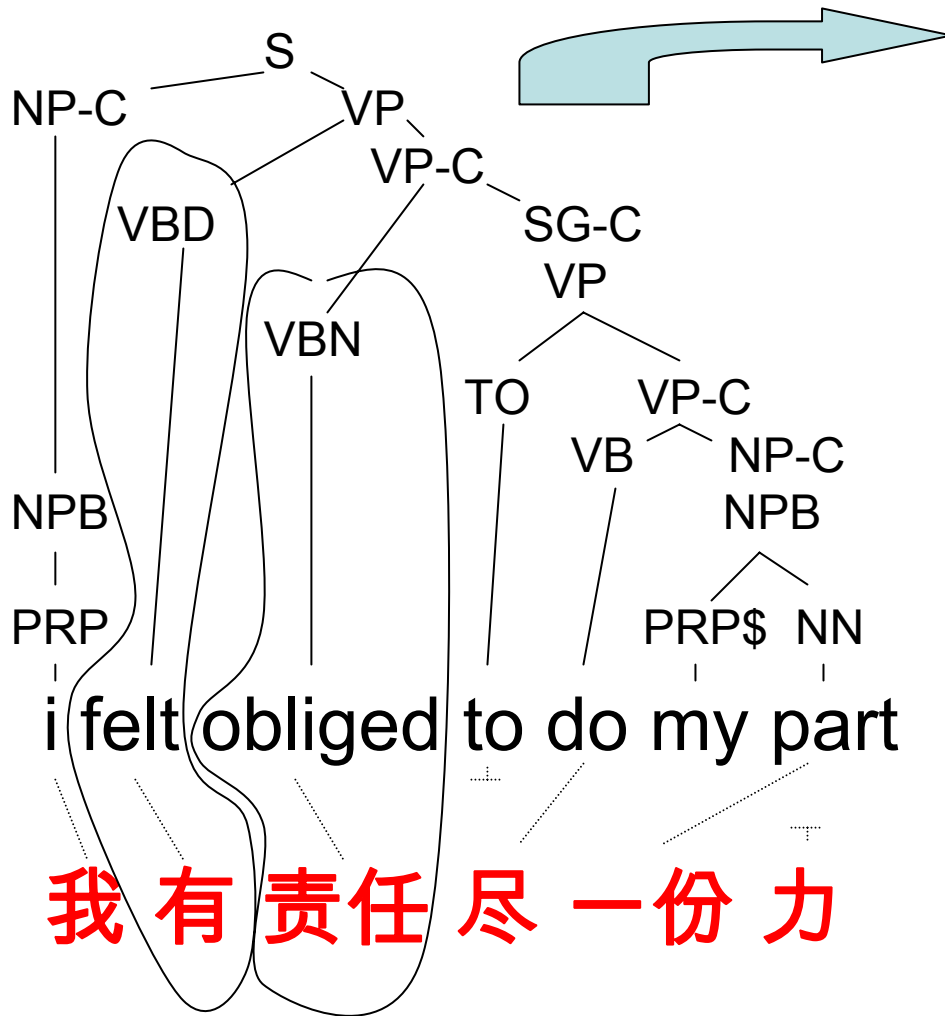 S
NP-C VP
VP-C
VBD SG-C
VP
VBN
TO VP-C
VB NP-C
NPB NPB
PRP PRP$ NN
i felt obliged to do my part
我 有 责任 尽 一份 力